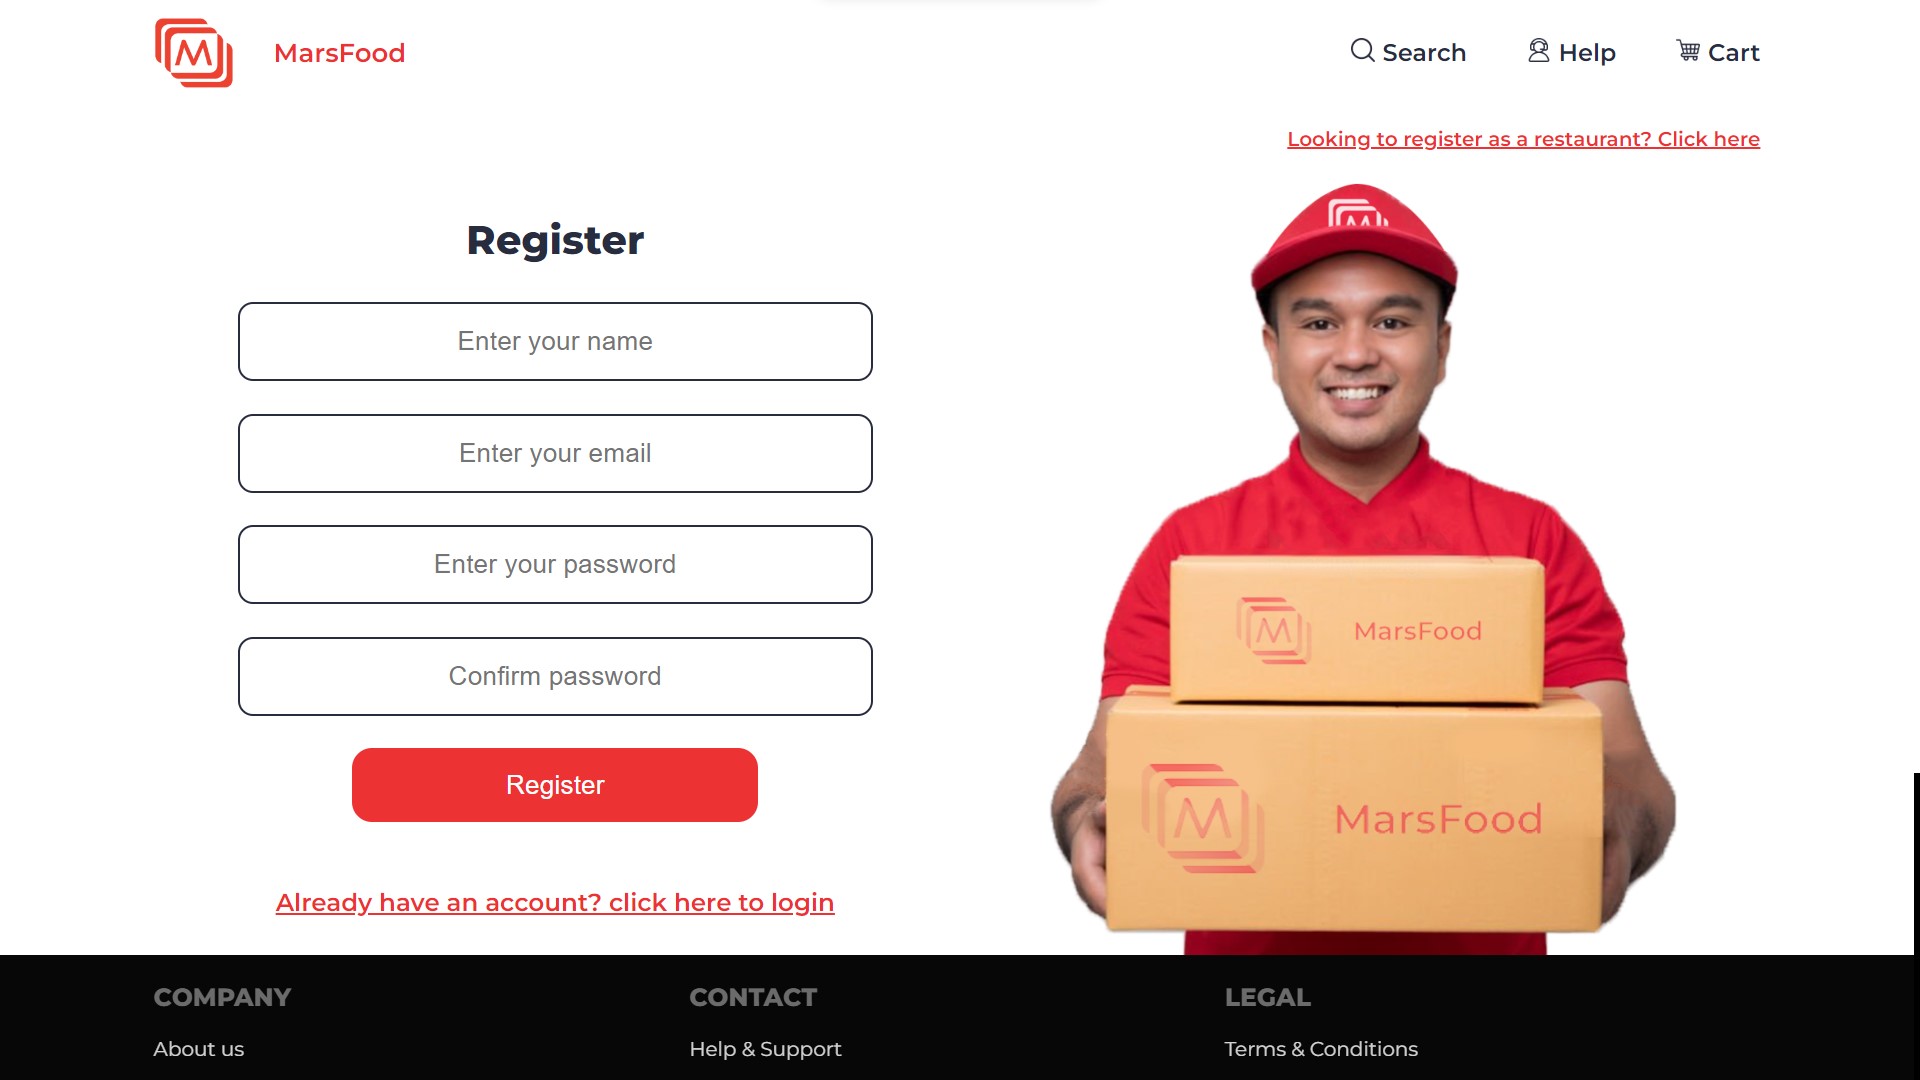 M
MarsFood
Search
Help
Cart
Looking to register as a restaurant? Click here
M
Register
Enter your name
Enter your email
Enter your password
Confirm password
Register
Already have an account? click here to login
M
MarsFood
M
MarsFood
COMPANY
CONTACT
LEGAL
About us
Help & Support
Terms & Conditions